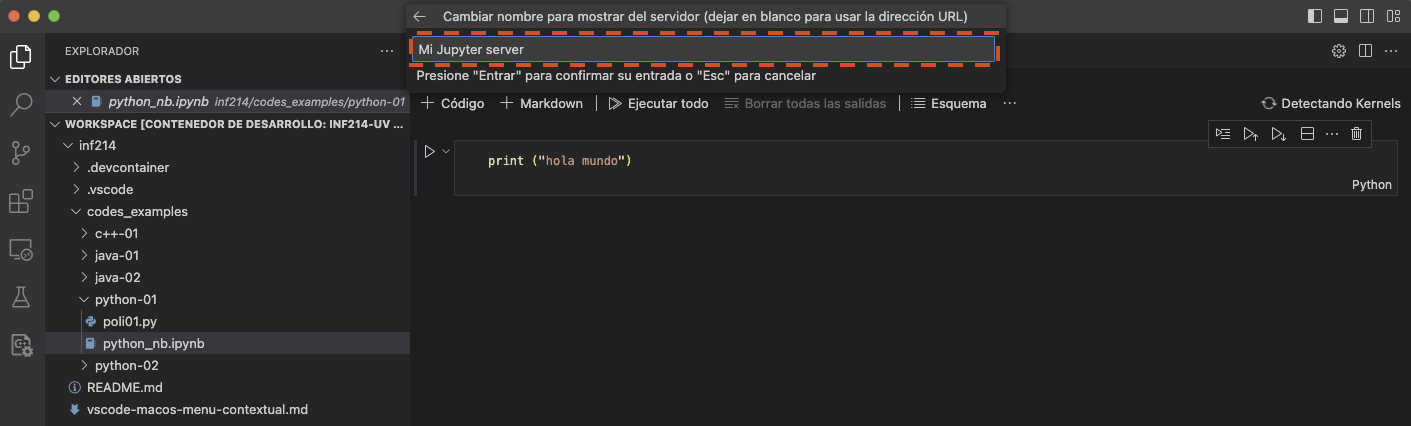 Cambiar nombre para mostrar del servidor (dejar en blanco para usar la dirección URL)
Mi Jupyter server
Presione "Entrar" para confirmar su entrada o "Esc" para cancelar
EXPLORADOR
EDITORES ABIERTOS
python_nb.ipynb inf214/codes_examples/python-01
WORKSPACE [CONTENEDOR DE DESARROLLO: INF214-UV ...
inf214
.devcontainer
.vscode
codes_examples
c++-01
java-01
java-02
python-01
poli01.py
python_nb.ipynb
python-02
README.md
vscode-macos-menu-contextual.md
+ Código + Markdown Ejecutar todo Borrar todas las salidas Esquema ... Detectando Kernels
print ("hola mundo")
Python